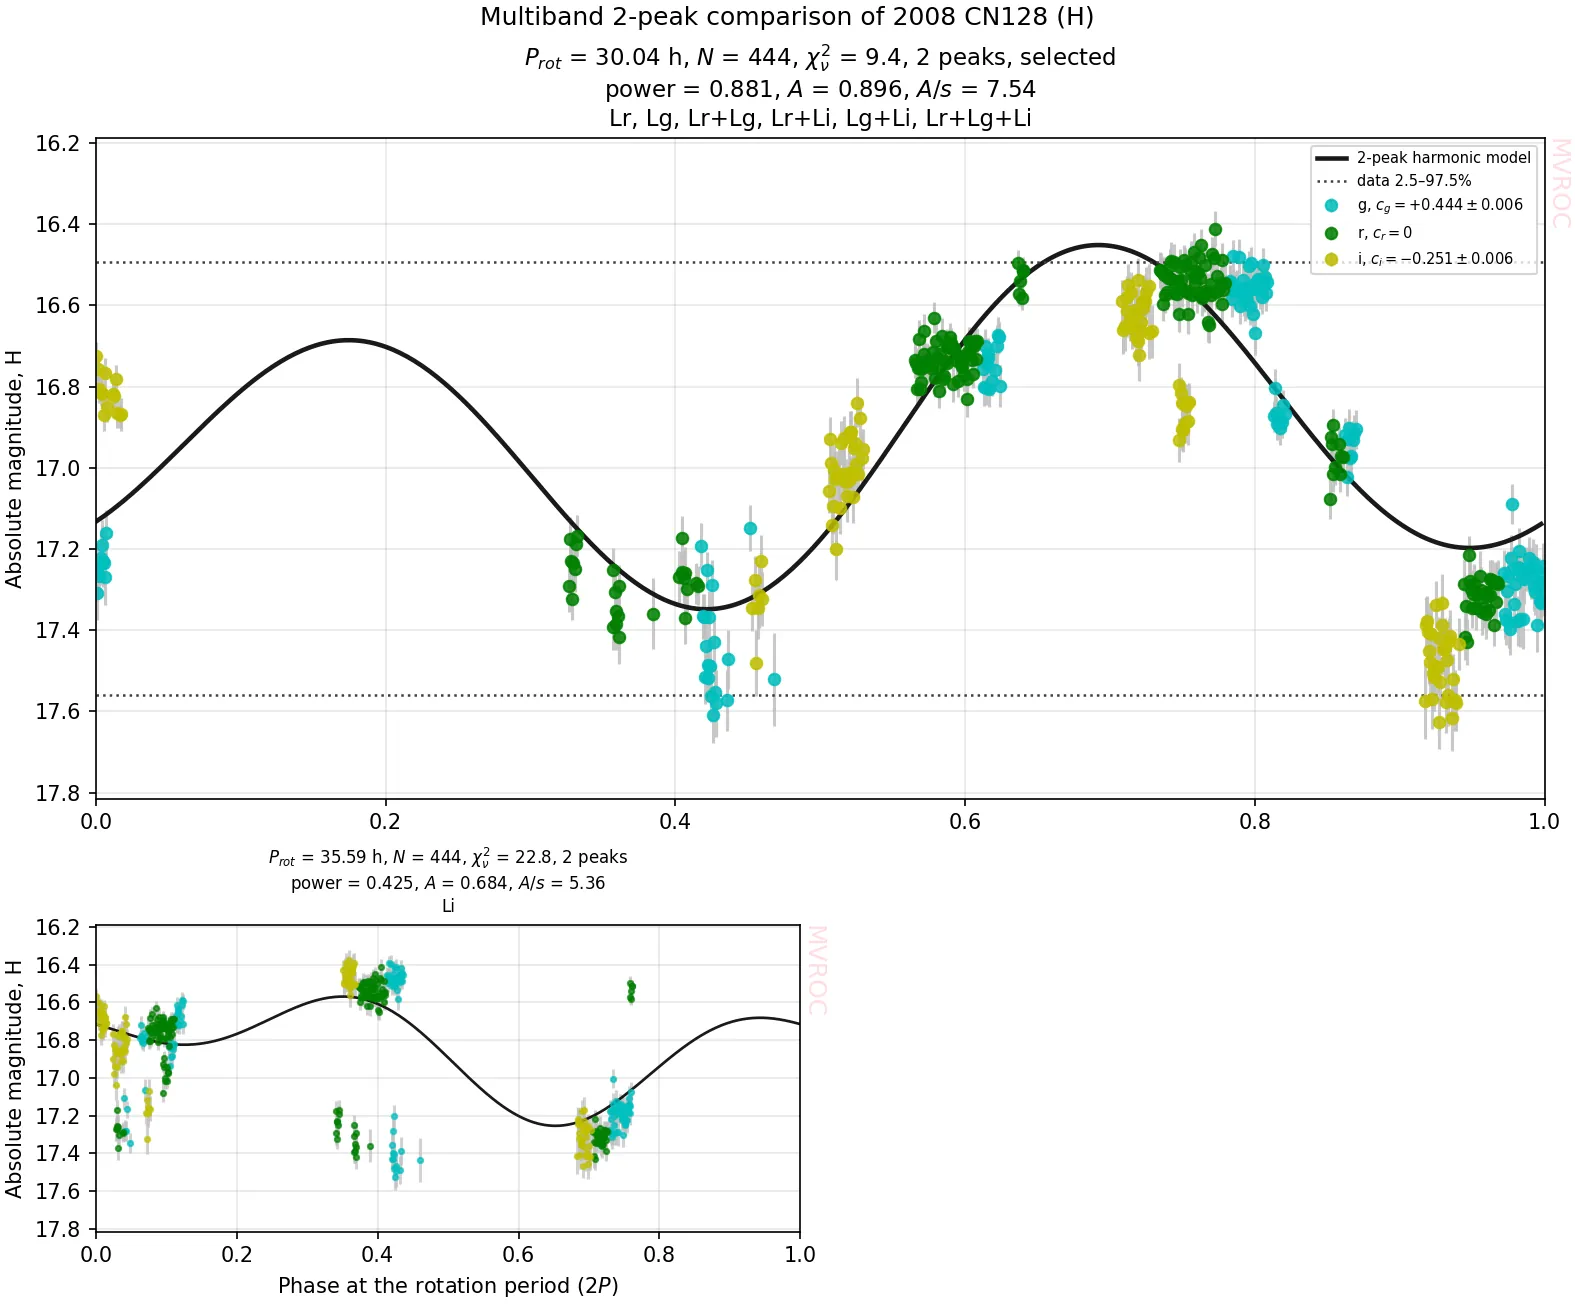 Multiband 2-peak comparison of 2008 CN128 (H)
P_rot = 30.04 h, N = 444, χ²_ν = 9.4, 2 peaks, selected
power = 0.881, A = 0.896, A/s = 7.54
Lr, Lg, Lr+Lg, Lr+Li, Lg+Li, Lr+Lg+Li
16.2
16.4
16.6
16.8
17.0
17.2
17.4
17.6
17.8
Absolute magnitude, H
2-peak harmonic model
data 2.5–97.5%
g, c_g = +0.444 ± 0.006
r, c_r = 0
i, c_i = −0.251 ± 0.006
MVROC
0.0 0.2 0.4 0.6 0.8 1.0
P_rot = 35.59 h, N = 444, χ²_ν = 22.8, 2 peaks
power = 0.425, A = 0.684, A/s = 5.36
Li
16.2
16.4
16.6
16.8
17.0
17.2
17.4
17.6
17.8
Absolute magnitude, H
MVROC
0.0 0.2 0.4 0.6 0.8 1.0
Phase at the rotation period (2P)